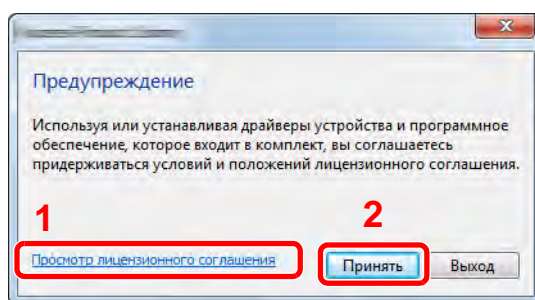 Предупреждение
Используя или устанавливая драйверы устройства и программное
обеспечение, которое входит в комплект, вы соглашаетесь
придерживаться условий и положений лицензионного соглашения.
1
2
Просмотр лицензионного соглашения
Принять
Выход